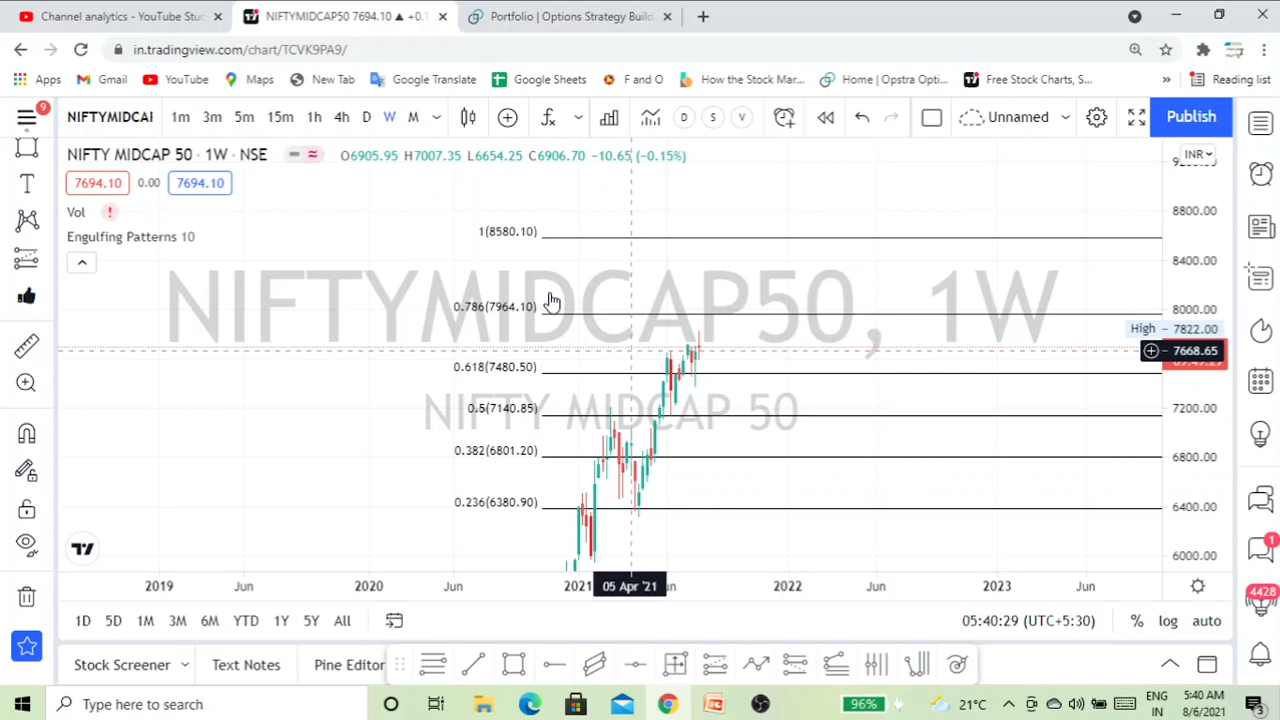 Channel analytics - YouTube Stu
NIFTYMIDCAP50 7694.10 ▲ +0.1
Portfolio | Options Strategy Build
in.tradingview.com/chart/TCVK9PA9/
Apps Gmail YouTube Maps New Tab Google Translate Google Sheets F and O How the Stock Mar... Home | Opstra Opti... Free Stock Charts, S... » Reading list
9
NIFTYMIDCAI 1m 3m 5m 15m 1h 4h D W M D S V Unnamed Publish
NIFTY MIDCAP 50 · 1W · NSE O6905.95 H7007.35 L6654.25 C6906.70 -10.65 (-0.15%) INR
7694.10 0.00 7694.10
Vol !
Engulfing Patterns 10
8800.00
1(8580.10)
8400.00
NIFTYMIDCAP50, 1W
0.786(7964.10) 8000.00
High 7822.00
7668.65
0.618(7480.50)
0.5(7140.85) 7200.00
NIFTY MIDCAP 50
0.382(6801.20) 6800.00
0.236(6380.90) 6400.00
6000.00
2019 Jun 2020 Jun 2021 05 Apr '21 un 2022 Jun 2023 Jun
1D 5D 1M 3M 6M YTD 1Y 5Y All 05:40:29 (UTC+5:30) % log auto
1
4428
Stock Screener Text Notes Pine Editor
Type here to search 96% 21°C ENG IN 5:40 AM 8/6/2021 3